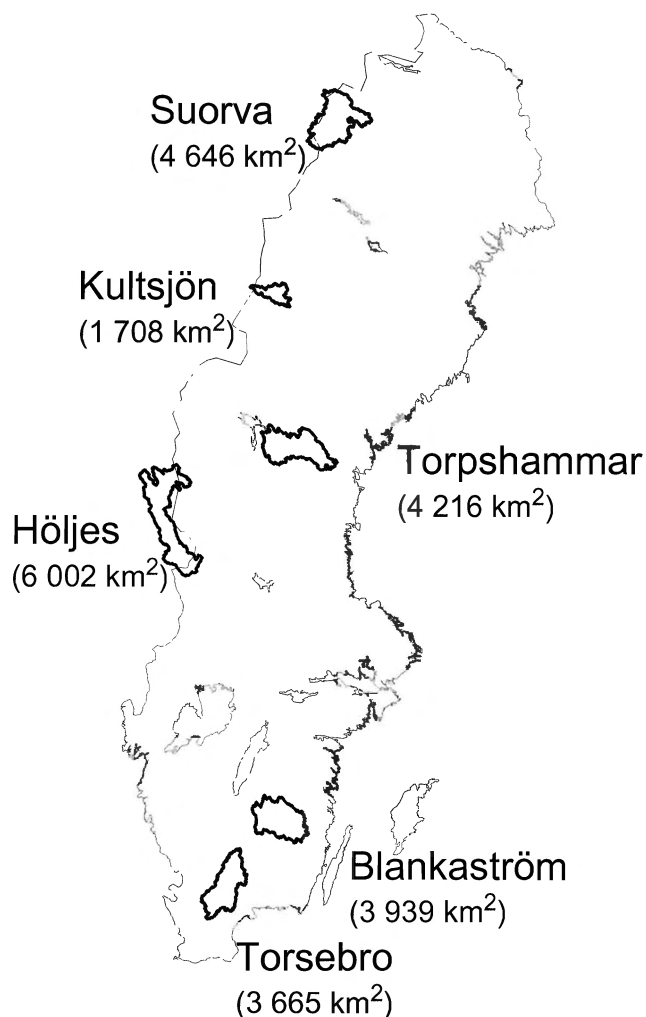 Suorva
(4 646 km²)
Kultsjön
(1 708 km²)
Torpshammar
(4 216 km²)
Höljes
(6 002 km²)
Blankaström
(3 939 km²)
Torsebro
(3 665 km²)